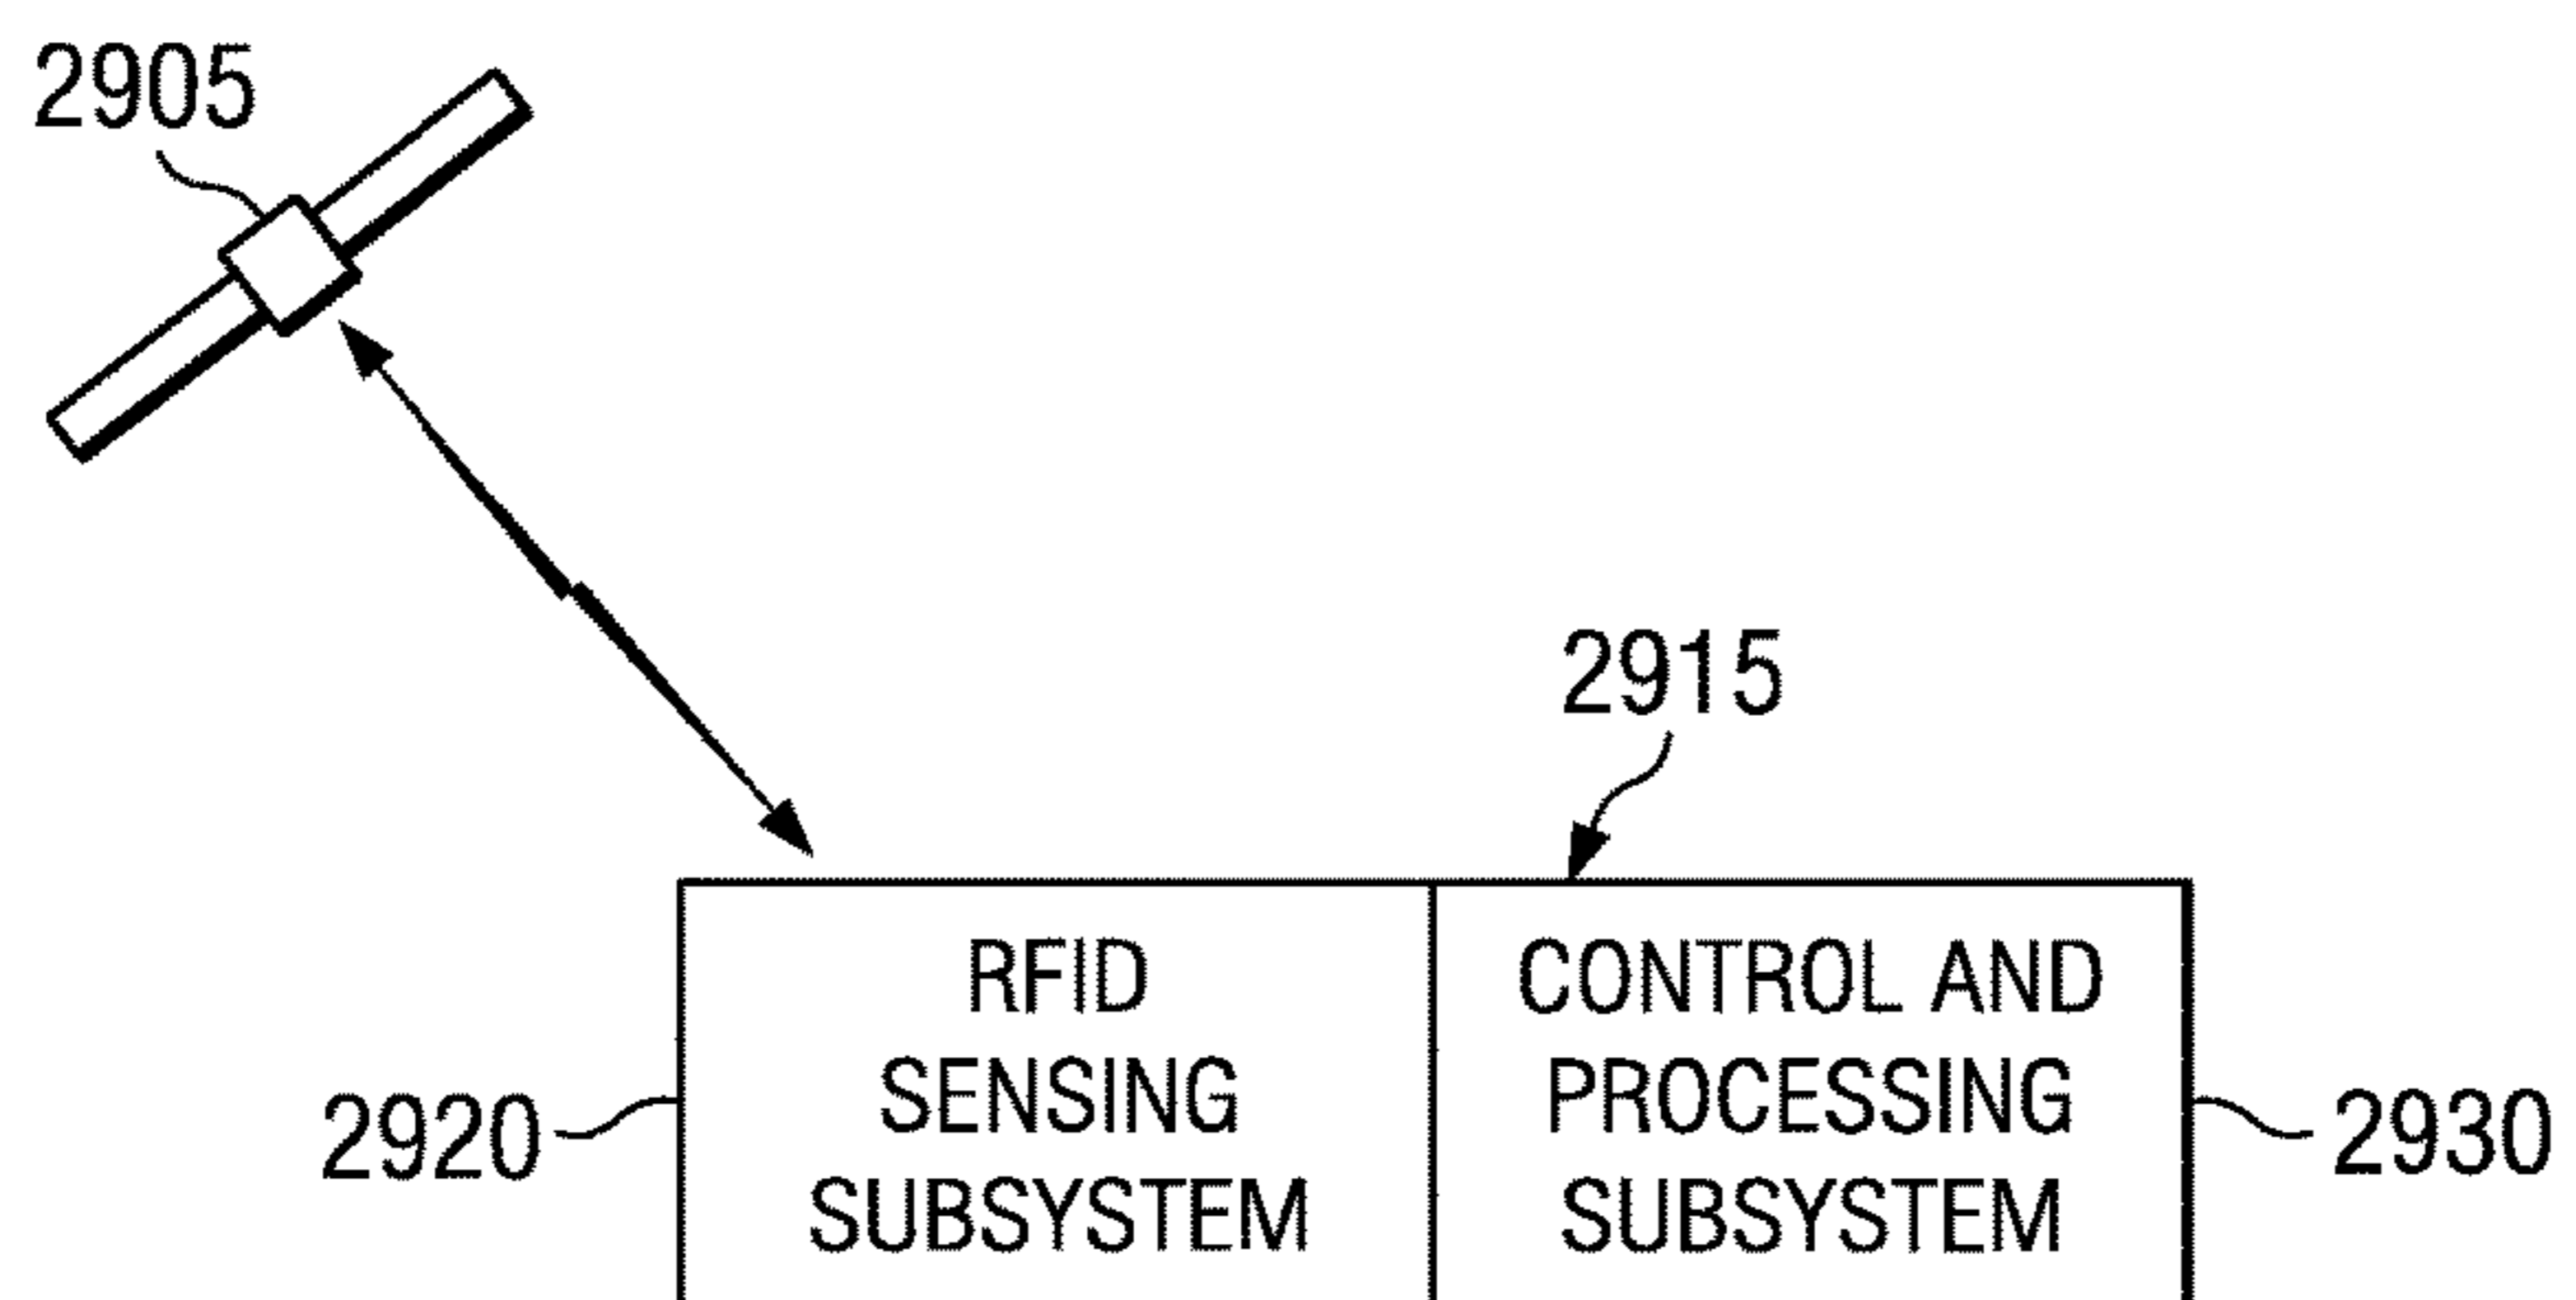 2905
2915
RFID
SENSING
SUBSYSTEM
CONTROL AND
PROCESSING
SUBSYSTEM
2920
2930